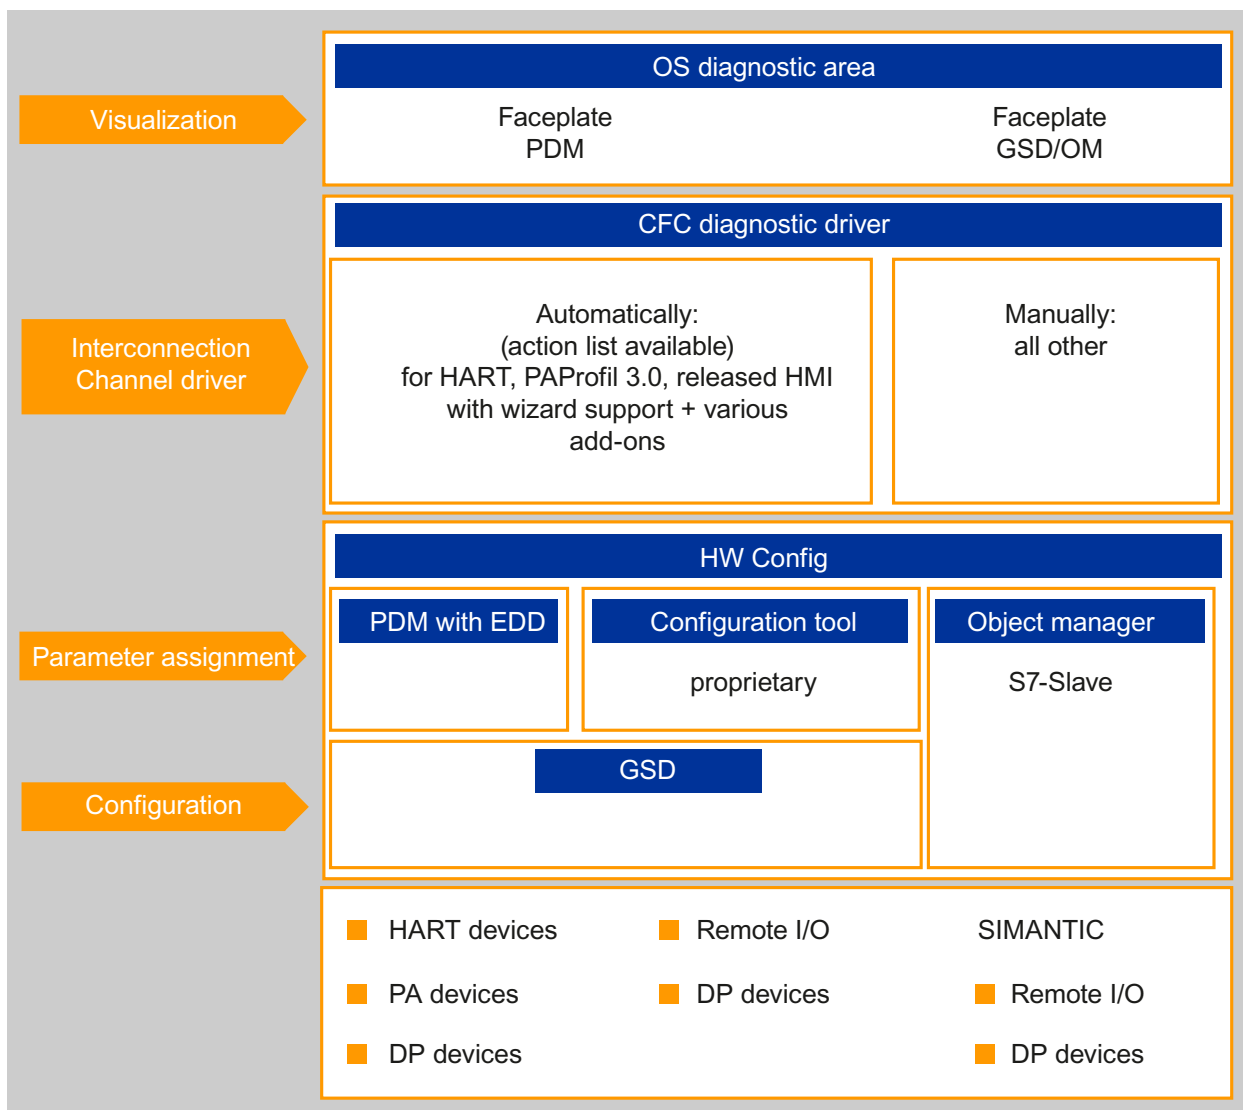 OS diagnostic area
Visualization
Faceplate
PDM
Faceplate
GSD/OM
CFC diagnostic driver
Interconnection
Channel driver
Automatically:
(action list available)
for HART, PAProfil 3.0, released HMI
with wizard support + various
add-ons
Manually:
all other
HW Config
Parameter assignment
PDM with EDD
Configuration tool
proprietary
Object manager
S7-Slave
Configuration
GSD
HART devices
PA devices
DP devices
Remote I/O
DP devices
SIMANTIC
Remote I/O
DP devices